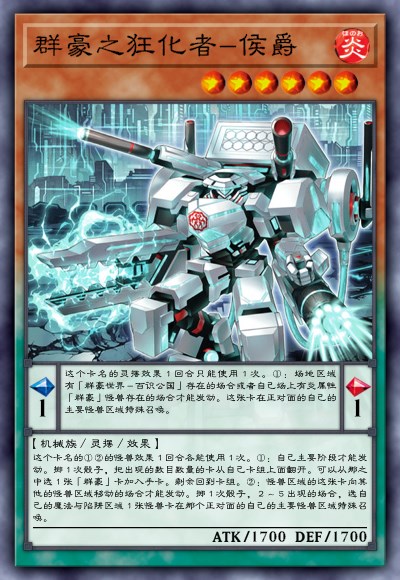 群豪之狂化者-侯爵
炎
这个卡名的灵摆效果1回合只能使用1次。①：场地区域
有「群豪世界-百识公国」存在的场合或者自己场上有炎属性
「群豪」怪兽存在的场合才能发动。这张卡在正对面的自己的
主要怪兽区域特殊召唤。
1
1
【机械族／灵摆／效果】
这个卡名的①②的怪兽效果1回合各能使用1次。①：自己主要阶段才能发
动。掷1次骰子，把出现的数目数量的卡从自己卡组上面翻开。可以从那之
中选1张「群豪」卡加入手卡。剩余回到卡组。②：怪兽区域的这张卡向其
他的怪兽区域移动的场合才能发动。掷1次骰子，2-5出现的场合，选自
己的魔法与陷阱区域1张怪兽卡在那个正对面的自己的主要怪兽区域特殊召
唤。
ATK/1700 DEF/1700